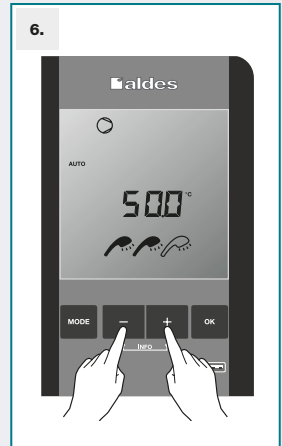 6.
aldes
AUTO
50.0 °C
MODE
−
+
OK
INFO